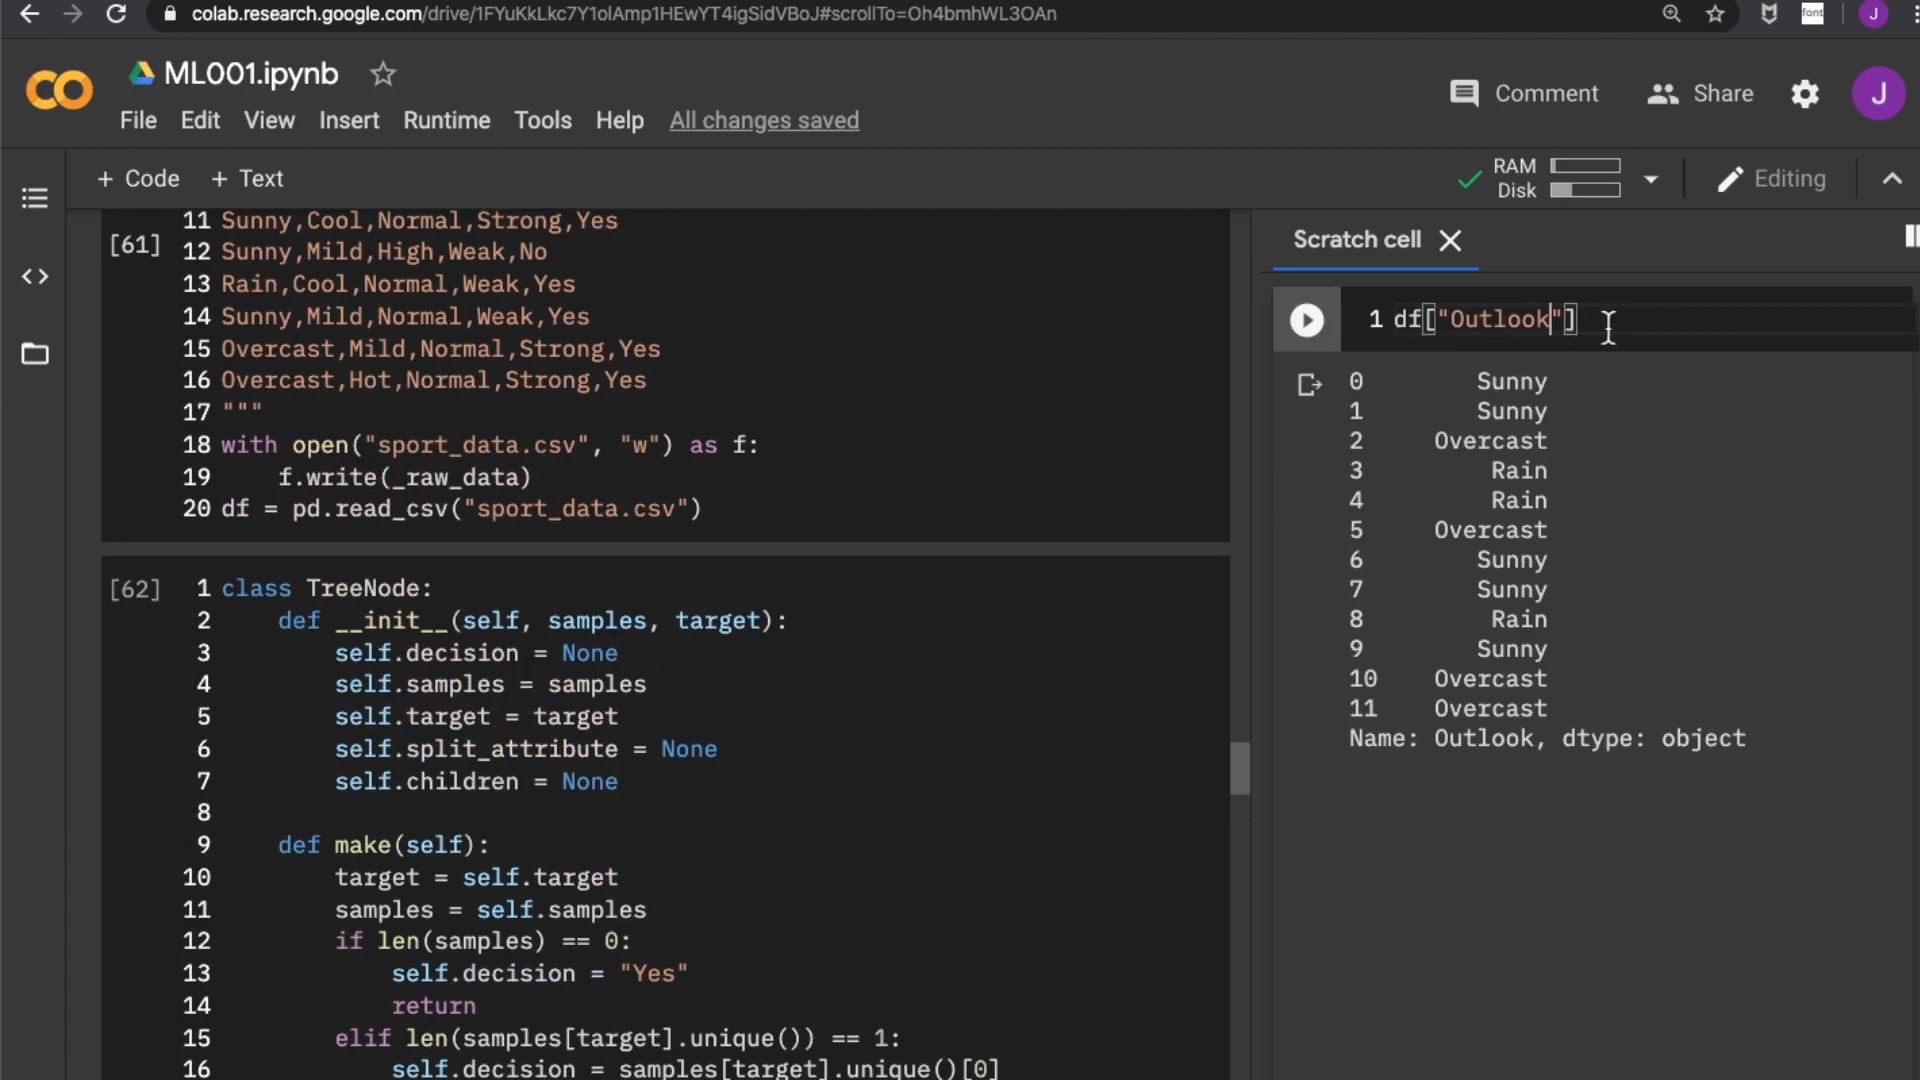 colab.research.google.com/drive/1FYuKkLkc7Y1olAmp1HEwYT4igSidVBoJ#scrollTo=Oh4bmhWL3OAn
font
J
ML001.ipynb
Comment
Share
J
File Edit View Insert Runtime Tools Help All changes saved
+ Code + Text
RAM
Disk
Editing
[61]
11 Sunny,Cool,Normal,Strong,Yes
12 Sunny,Mild,High,Weak,No
13 Rain,Cool,Normal,Weak,Yes
14 Sunny,Mild,Normal,Weak,Yes
15 Overcast,Mild,Normal,Strong,Yes
16 Overcast,Hot,Normal,Strong,Yes
17 """
18 with open("sport_data.csv", "w") as f:
19     f.write(_raw_data)
20 df = pd.read_csv("sport_data.csv")
[62]
1 class TreeNode:
2     def __init__(self, samples, target):
3         self.decision = None
4         self.samples = samples
5         self.target = target
6         self.split_attribute = None
7         self.children = None
8
9     def make(self):
10         target = self.target
11         samples = self.samples
12         if len(samples) == 0:
13             self.decision = "Yes"
14             return
15         elif len(samples[target].unique()) == 1:
16             self.decision = samples[target].unique()[0]
Scratch cell
1 df["Outlook"]
0 Sunny
1 Sunny
2 Overcast
3 Rain
4 Rain
5 Overcast
6 Sunny
7 Sunny
8 Rain
9 Sunny
10 Overcast
11 Overcast
Name: Outlook, dtype: object